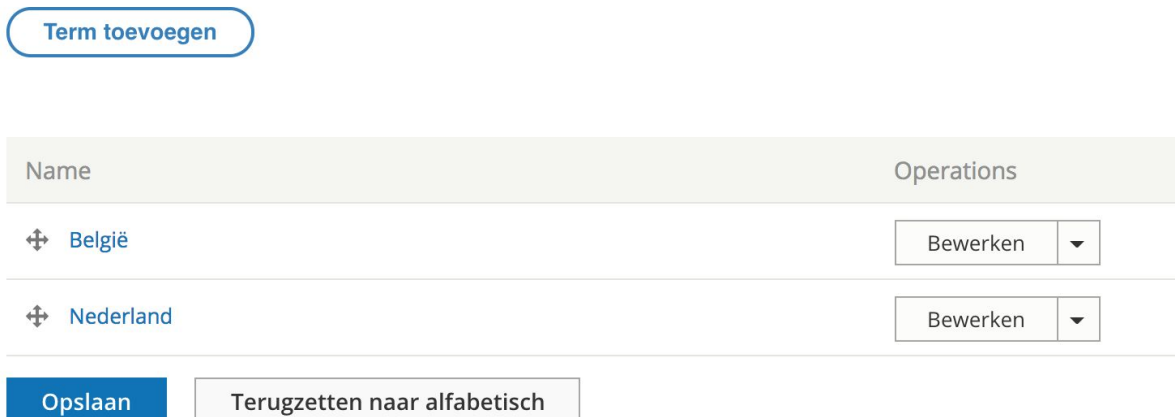 Term toevoegen
Name Operations
België Bewerken
Nederland Bewerken
Opslaan Terugzetten naar alfabetisch